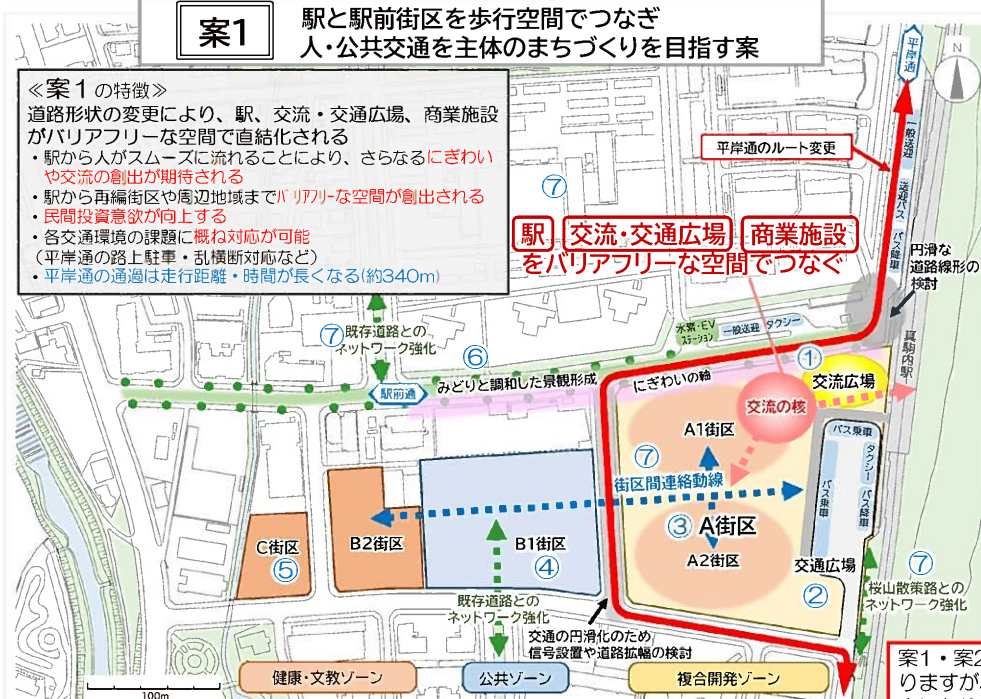 案1
駅と駅前街区を歩行空間でつなぎ
人・公共交通を主体のまちづくりを目指す案
≪案1の特徴≫
道路形状の変更により、駅、交流・交通広場、商業施設
がバリアフリーな空間で直結化される
・駅から人がスムーズに流れることにより、さらなるにぎわい
や交流の創出が期待される
・駅から再編街区や周辺地域までバリアフリーな空間が創出される
・民間投資意欲が向上する
・各交通環境の課題に概ね対応が可能
（平岸通の路上駐車・乱横断対応など）
・平岸通の通過は走行距離・時間が長くなる(約340m)
平岸通
N
平岸通のルート変更
一般送迎
送迎バス
バス降車
⑦
駅 交流・交通広場 商業施設
をバリアフリーな空間でつなぐ
円滑な
道路線形の
検討
⑦既存道路との
ネットワーク強化
⑥
水素・EV
ステーション
一般送迎
タクシー
真駒内駅
駅前通
みどりと調和した景観形成
にぎわいの軸
①
交流広場
交流の核
A1街区
バス乗車
タクシー
バス降車
バス乗車
⑦
街区間連絡動線
③
A街区
A2街区
C街区
⑤
B2街区
B1街区
④
交通広場
②
⑦
桜山散策路との
ネットワーク強化
既存道路との
ネットワーク強化
交通の円滑化のため
信号設置や道路拡幅の検討
100m
健康・文教ゾーン
公共ゾーン
複合開発ゾーン
案1・案2
りますが